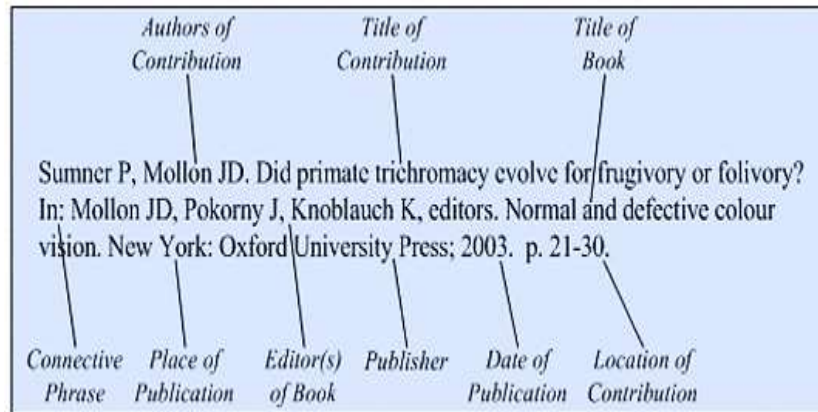 Authors of Title of Title of
Contribution Contribution Book
Sumner P, Mollon JD. Did primate trichromacy evolve for frugivory or folivory?
In: Mollon JD, Pokorny J, Knoblauch K, editors. Normal and defective colour
vision. New York: Oxford University Press; 2003. p. 21-30.
Connective Place of Editor(s) Publisher Date of Location of
Phrase Publication of Book Publication Contribution